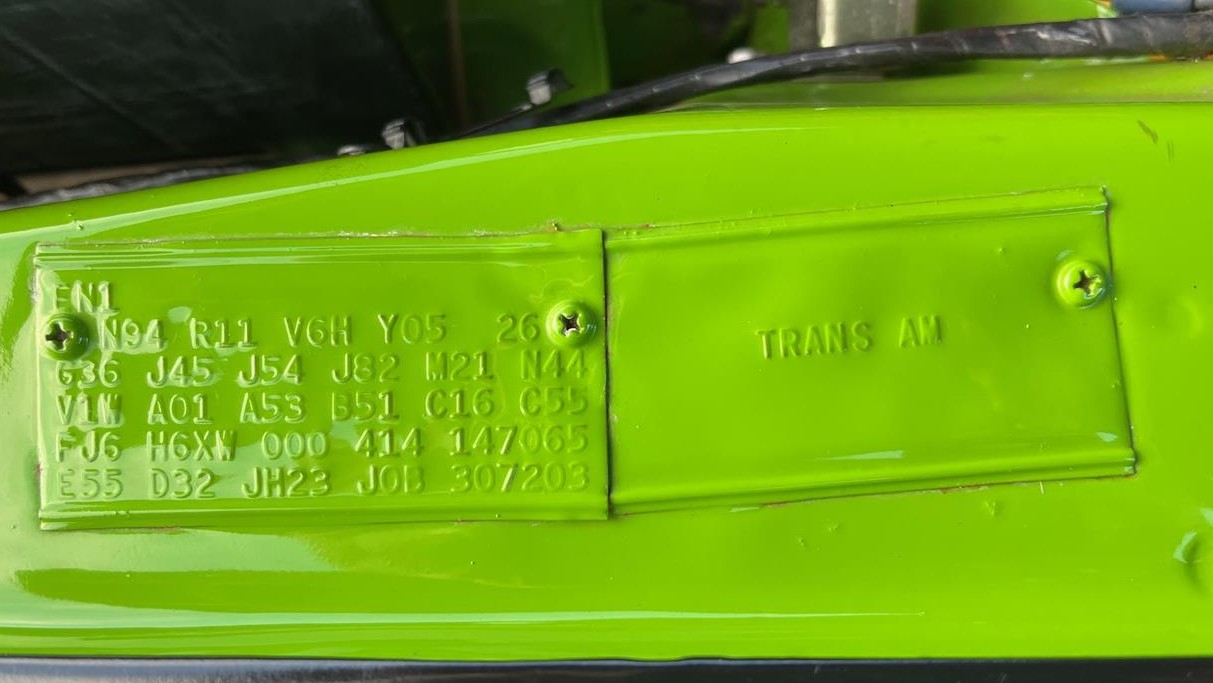 EN1
N94 R11 V6H Y05 26
G36 J45 J54 J82 M21 N44
V1W A01 A53 B51 C16 C55
FJ6 H6XW 000 414 147065
E55 D32 JH23 J0B 307203
TRANS AM